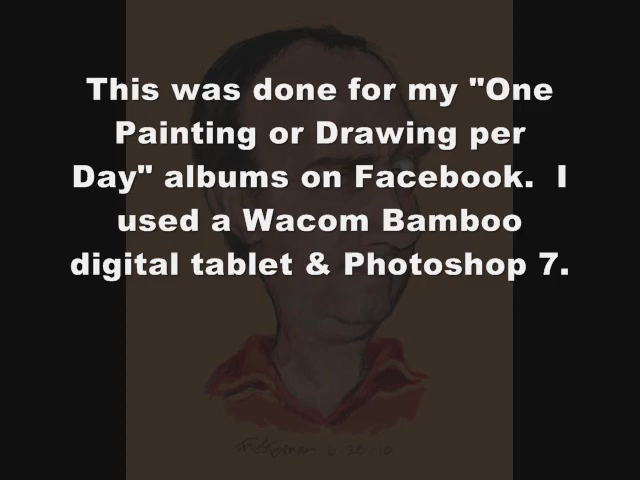 This was done for my "One
Painting or Drawing per
Day" albums on Facebook.  I
used a Wacom Bamboo
digital tablet & Photoshop 7.